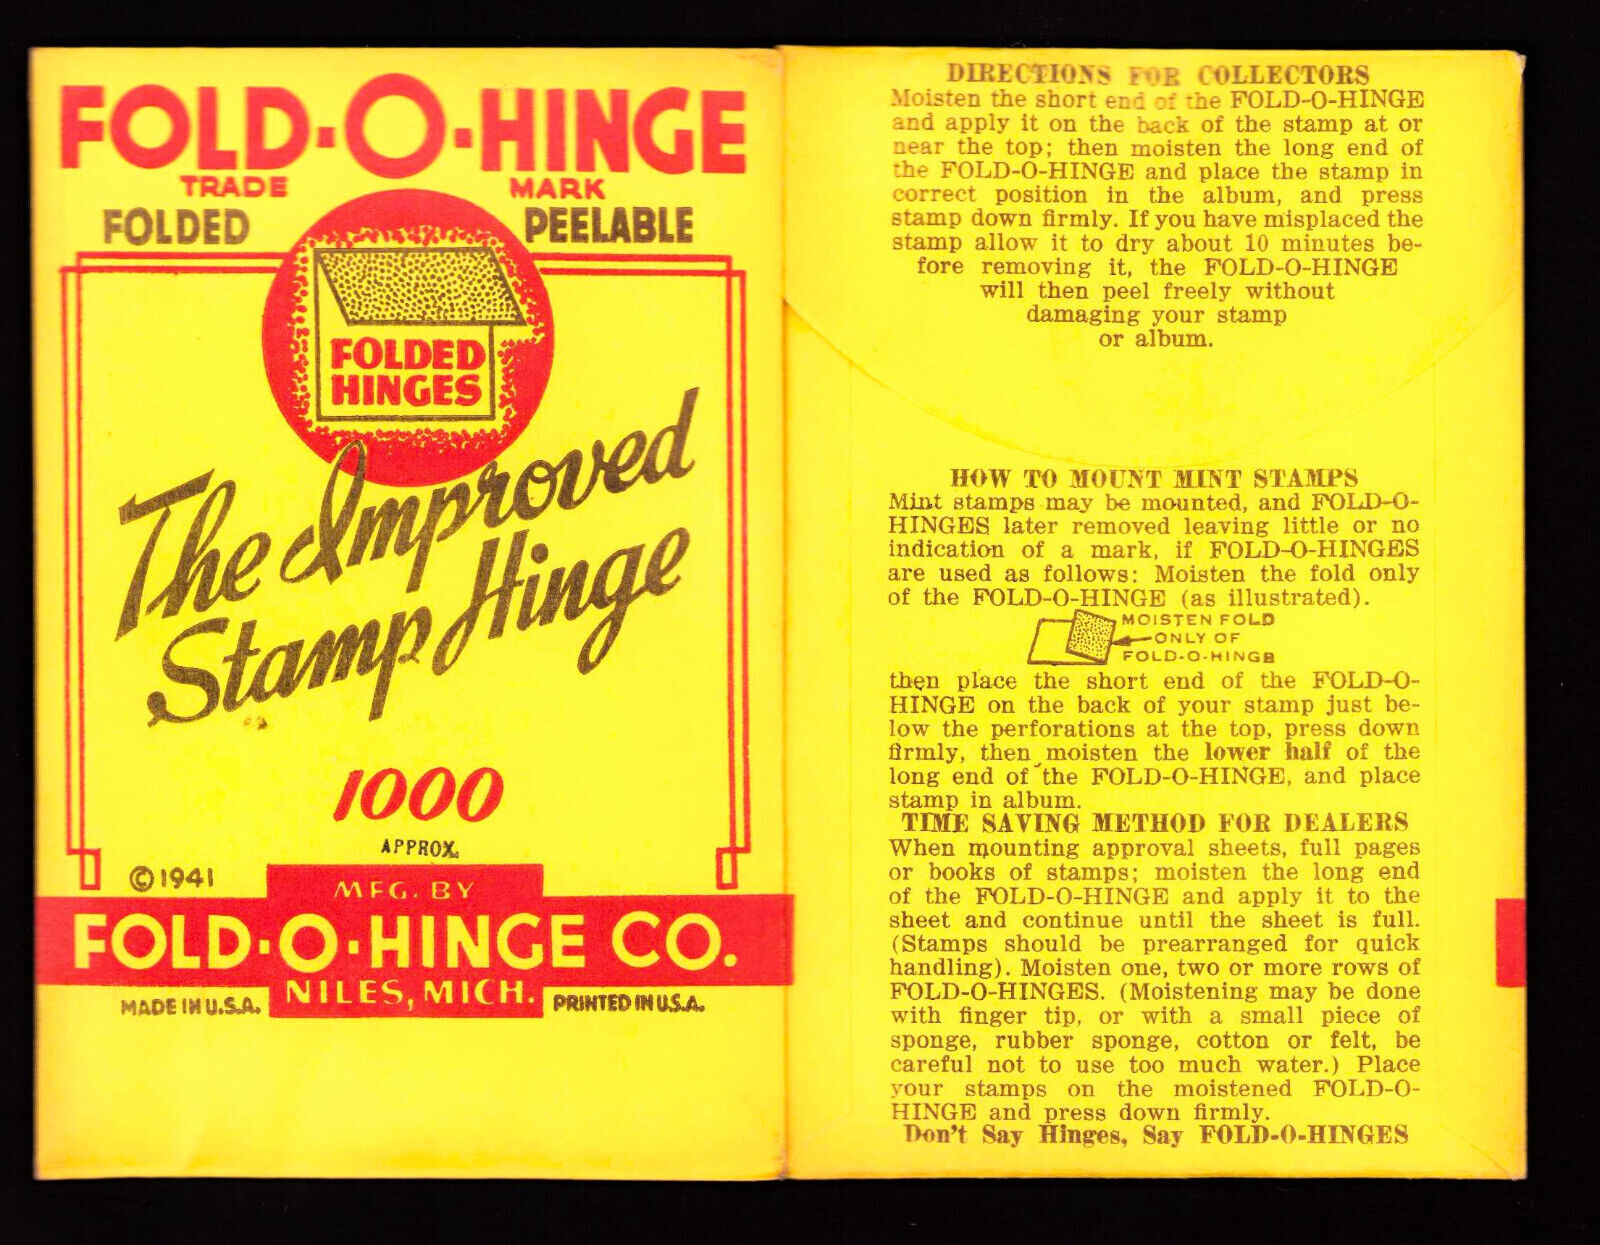 FOLD-O-HINGE
TRADE MARK
FOLDED PEELABLE
FOLDED
HINGES
The Improved
Stamp Hinge
1000
APPROX.
©1941
MFG. BY
FOLD-O-HINGE CO.
NILES, MICH.
MADE IN U.S.A. PRINTED IN U.S.A.
DIRECTIONS FOR COLLECTORS
Moisten the short end of the FOLD-O-HINGE
and apply it on the back of the stamp at or
near the top; then moisten the long end of
the FOLD-O-HINGE and place the stamp in
correct position in the album, and press
stamp down firmly. If you have misplaced the
stamp allow it to dry about 10 minutes be-
fore removing it, the FOLD-O-HINGE
will then peel freely without
damaging your stamp
or album.
HOW TO MOUNT MINT STAMPS
Mint stamps may be mounted, and FOLD-O-
HINGES later removed leaving little or no
indication of a mark, if FOLD-O-HINGES
are used as follows: Moisten the fold only
of the FOLD-O-HINGE (as illustrated).
MOISTEN FOLD
ONLY OF
FOLD-O-HINGE
then place the short end of the FOLD-O-
HINGE on the back of your stamp just be-
low the perforations at the top, press down
firmly, then moisten the lower half of the
long end of the FOLD-O-HINGE, and place
stamp in album.
TIME SAVING METHOD FOR DEALERS
When mounting approval sheets, full pages
or books of stamps; moisten the long end
of the FOLD-O-HINGE and apply it to the
sheet and continue until the sheet is full.
(Stamps should be prearranged for quick
handling). Moisten one, two or more rows of
FOLD-O-HINGES. (Moistening may be done
with finger tip, or with a small piece of
sponge, rubber sponge, cotton or felt, be
careful not to use too much water.) Place
your stamps on the moistened FOLD-O-
HINGE and press down firmly.
Don't Say Hinges, Say FOLD-O-HINGES